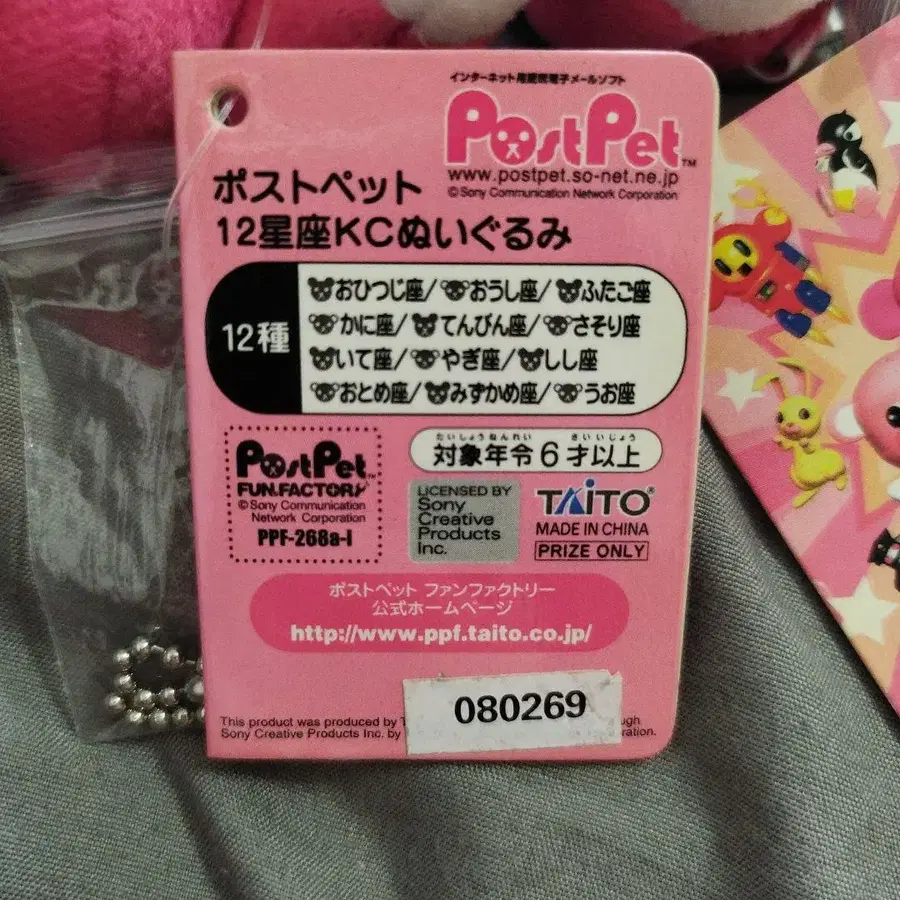 インターネット用愛玩電子メールソフト
PostPet™
www.postpet.so-net.ne.jp
©Sony Communication Network Corporation
ポストペット
12星座KCぬいぐるみ
12種
おひつじ座/おうし座/ふたご座
かに座/てんびん座/さそり座
いて座/やぎ座/しし座
おとめ座/みずかめ座/うお座
PostPet™
FUN.FACTORY
©Sony Communication
Network Corporation
PPF-268a-l
たいしょうねんれい さいいじょう
対象年令6才以上
LICENSED BY
Sony
Creative
Products
Inc.
TAITO®
MADE IN CHINA
PRIZE ONLY
ポストペット ファンファクトリー
公式ホームページ
http://www.ppf.taito.co.jp/
080269
This product was produced by
Sony Creative Products Inc. by